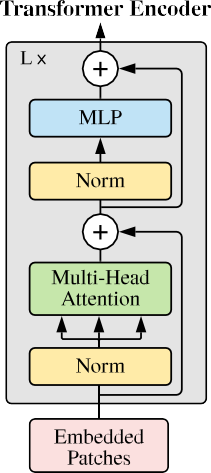 Transformer Encoder
L ×
+
MLP
Norm
+
Multi-Head
Attention
Norm
Embedded
Patches